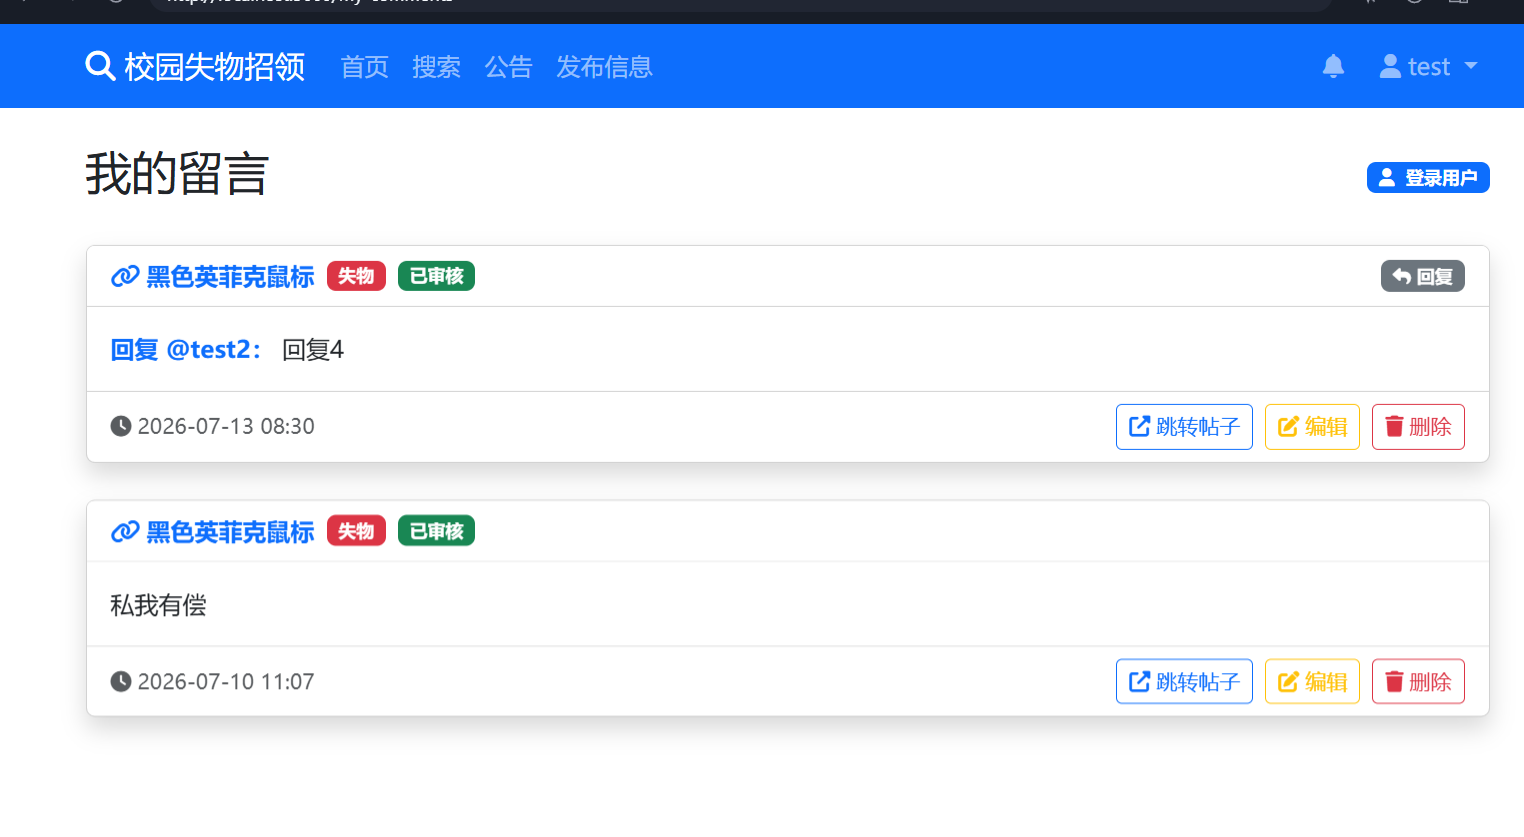 校园失物招领 首页 搜索 公告 发布信息 test
我的留言
登录用户
黑色英菲克鼠标 失物 已审核 回复
回复 @test2： 回复4
2026-07-13 08:30 跳转帖子 编辑 删除
黑色英菲克鼠标 失物 已审核
私我有偿
2026-07-10 11:07 跳转帖子 编辑 删除